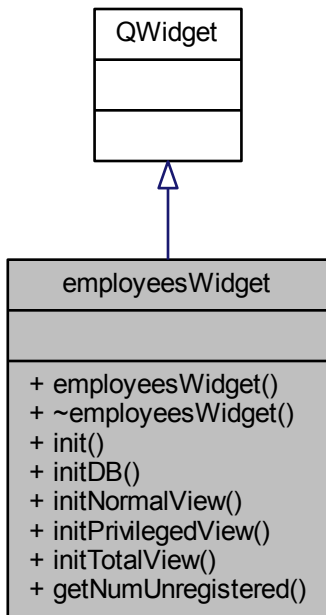 QWidget
employeesWidget
+ employeesWidget()
+ ~employeesWidget()
+ init()
+ initDB()
+ initNormalView()
+ initPrivilegedView()
+ initTotalView()
+ getNumUnregistered()